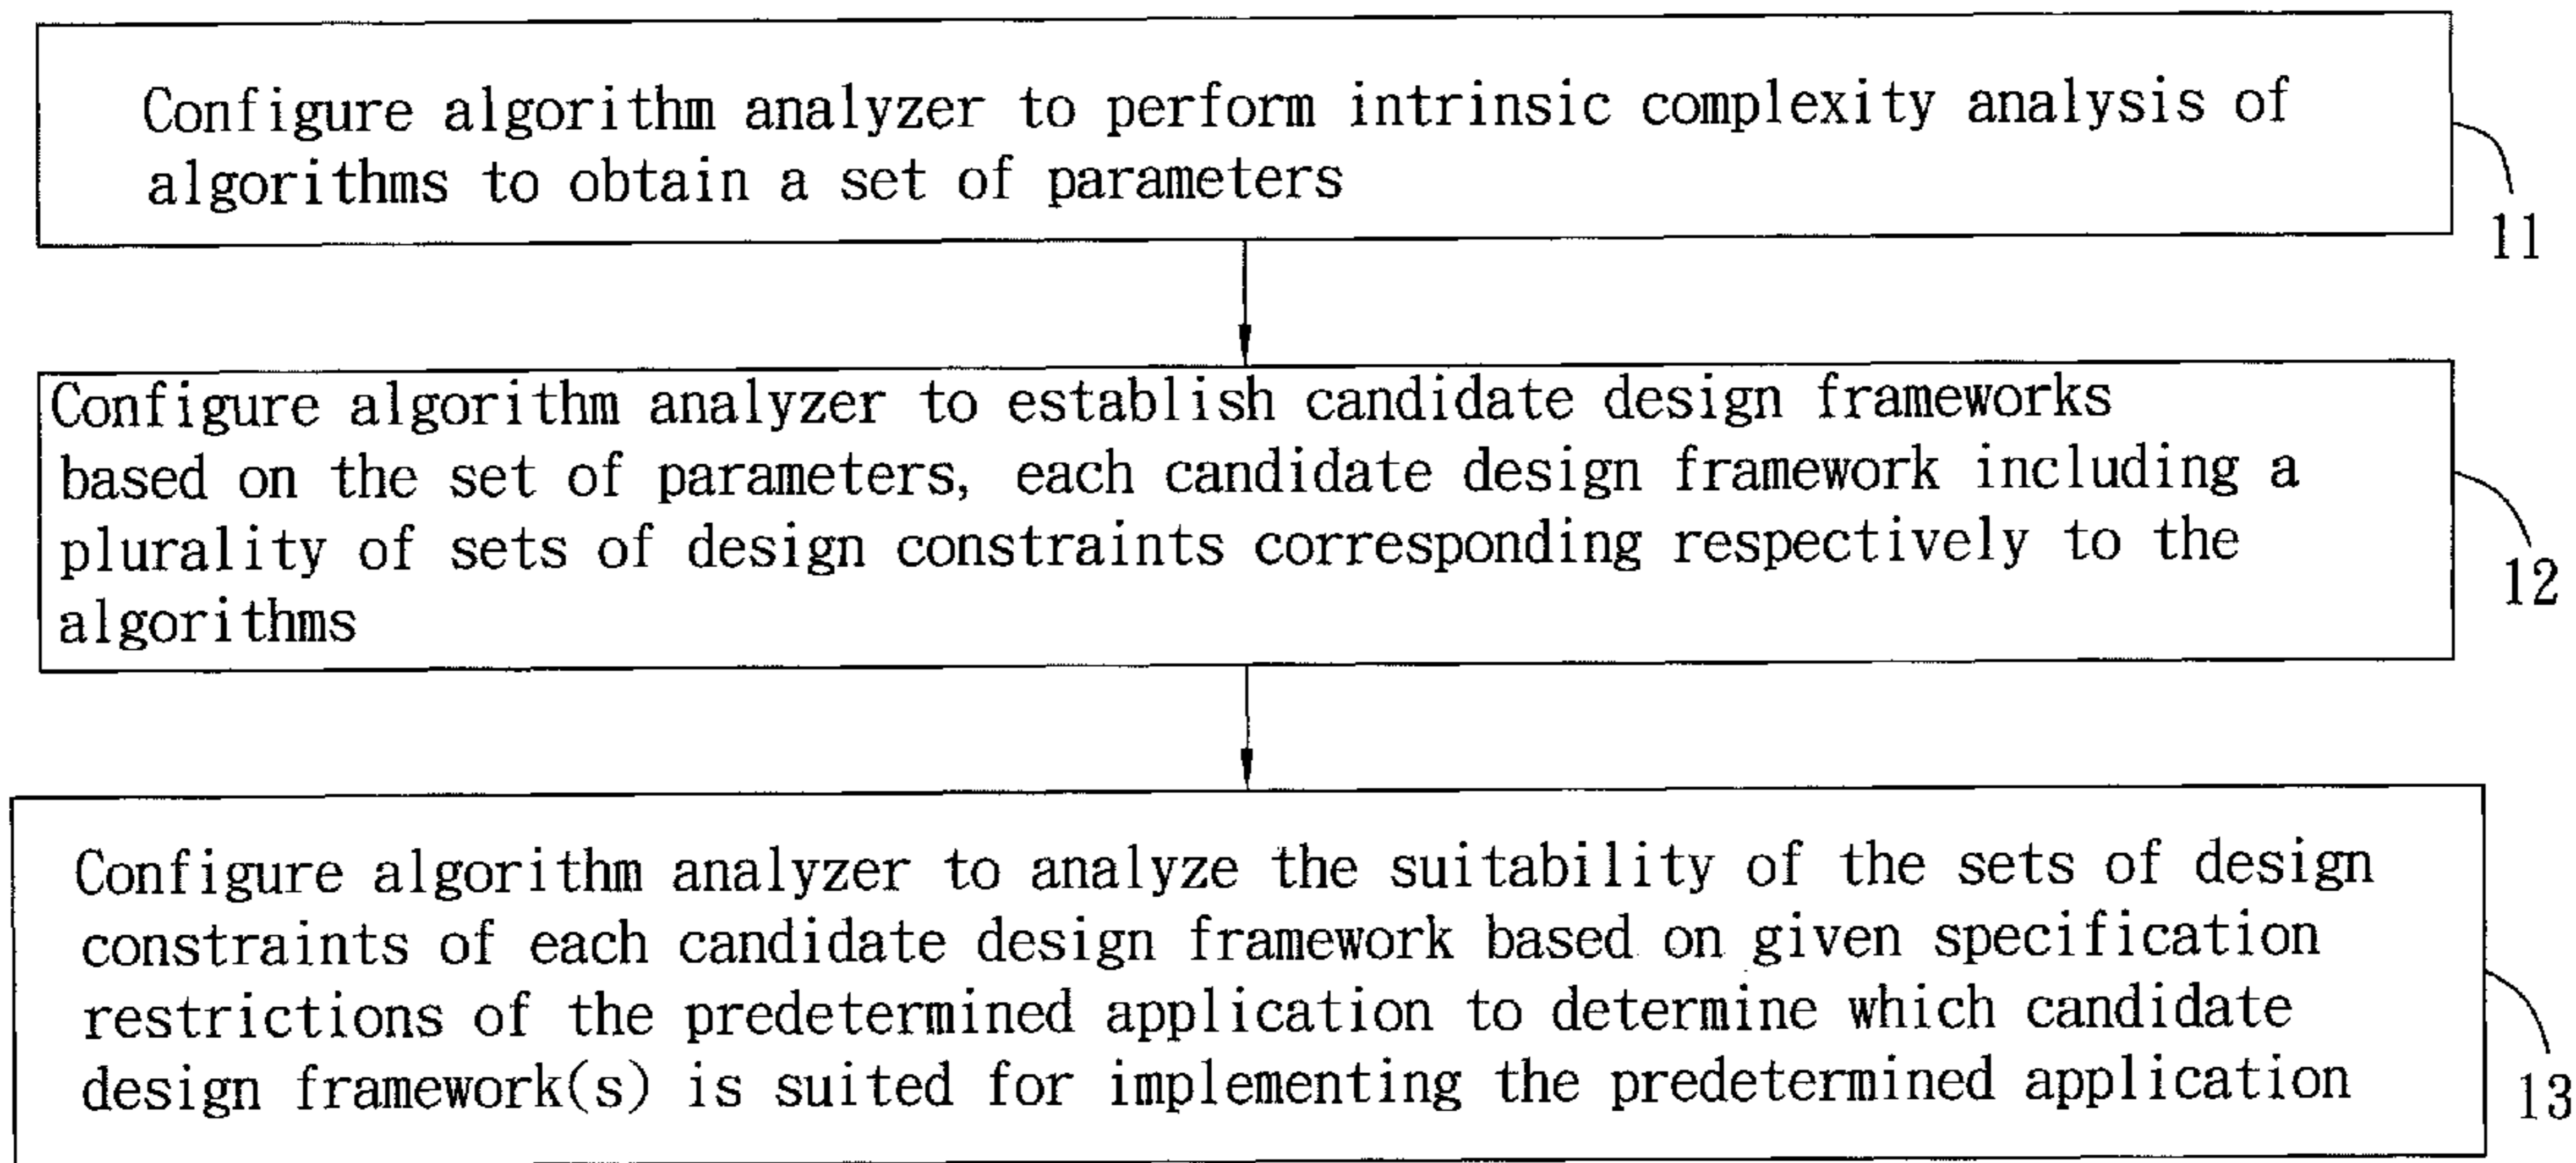 Configure algorithm analyzer to perform intrinsic complexity analysis of
algorithms to obtain a set of parameters
11
Configure algorithm analyzer to establish candidate design frameworks
based on the set of parameters, each candidate design framework including a
plurality of sets of design constraints corresponding respectively to the
algorithms
12
Configure algorithm analyzer to analyze the suitability of the sets of design
constraints of each candidate design framework based on given specification
restrictions of the predetermined application to determine which candidate
design framework(s) is suited for implementing the predetermined application
13